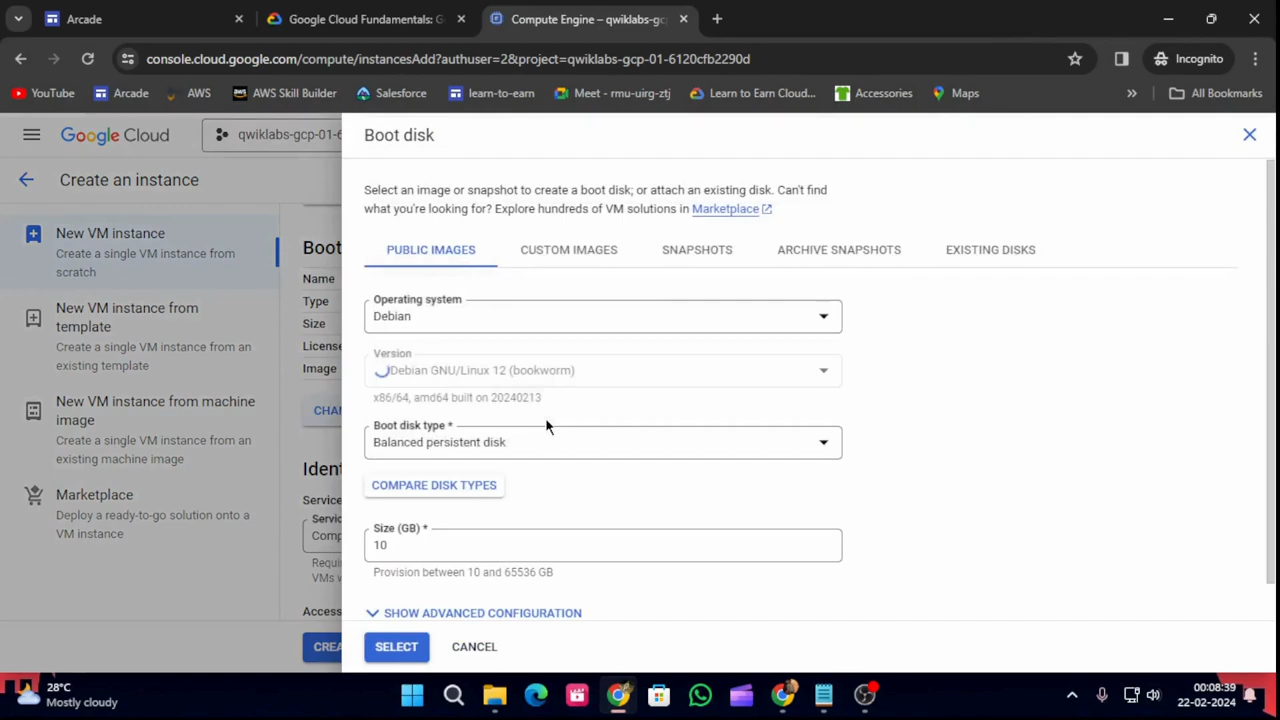 Arcade
Google Cloud Fundamentals: G
Compute Engine – qwiklabs-gc
console.cloud.google.com/compute/instancesAdd?authuser=2&project=qwiklabs-gcp-01-6120cfb2290d
Incognito
YouTube
Arcade
AWS
AWS Skill Builder
Salesforce
learn-to-earn
Meet - rmu-uirg-ztj
Learn to Earn Cloud...
Accessories
Maps
All Bookmarks
Google Cloud
qwiklabs-gcp-01-6
Create an instance
New VM instance
Create a single VM instance from
scratch
New VM instance from
template
Create a single VM instance from an
existing template
New VM instance from machine
image
Create a single VM instance from an
existing machine image
Marketplace
Deploy a ready-to-go solution onto a
VM instance
Boot
Name
Type
Size
License
Image
CHAN
Identi
Service
Servic
Comp
Requir
VMs w
Access
CREA
Boot disk
Select an image or snapshot to create a boot disk; or attach an existing disk. Can't find
what you're looking for? Explore hundreds of VM solutions in Marketplace
PUBLIC IMAGES
CUSTOM IMAGES
SNAPSHOTS
ARCHIVE SNAPSHOTS
EXISTING DISKS
Operating system
Debian
Version
Debian GNU/Linux 12 (bookworm)
x86/64, amd64 built on 20240213
Boot disk type *
Balanced persistent disk
COMPARE DISK TYPES
Size (GB) *
10
Provision between 10 and 65536 GB
SHOW ADVANCED CONFIGURATION
SELECT
CANCEL
28°C
Mostly cloudy
00:08:39
22-02-2024